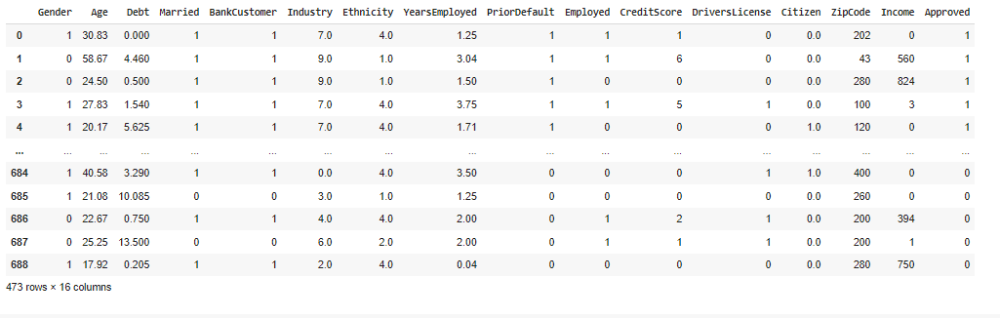 Gender Age Debt Married BankCustomer Industry Ethnicity YearsEmployed PriorDefault Employed CreditScore DriversLicense Citizen ZipCode Income Approved
0 1 30.83 0.000 1 1 7.0 4.0 1.25 1 1 1 0 0.0 202 0 1
1 0 58.67 4.460 1 1 9.0 1.0 3.04 1 1 6 0 0.0 43 560 1
2 0 24.50 0.500 1 1 9.0 1.0 1.50 1 0 0 0 0.0 280 824 1
3 1 27.83 1.540 1 1 7.0 4.0 3.75 1 1 5 1 0.0 100 3 1
4 1 20.17 5.625 1 1 7.0 4.0 1.71 1 0 0 0 1.0 120 0 1
... ... ... ... ... ... ... ... ... ... ... ... ... ... ... ... ...
684 1 40.58 3.290 1 1 0.0 4.0 3.50 0 0 0 1 1.0 400 0 0
685 1 21.08 10.085 0 0 3.0 1.0 1.25 0 0 0 0 0.0 260 0 0
686 0 22.67 0.750 1 1 4.0 4.0 2.00 0 1 2 1 0.0 200 394 0
687 0 25.25 13.500 0 0 6.0 2.0 2.00 0 1 1 1 0.0 200 1 0
688 1 17.92 0.205 1 1 2.0 4.0 0.04 0 0 0 0 0.0 280 750 0
473 rows × 16 columns